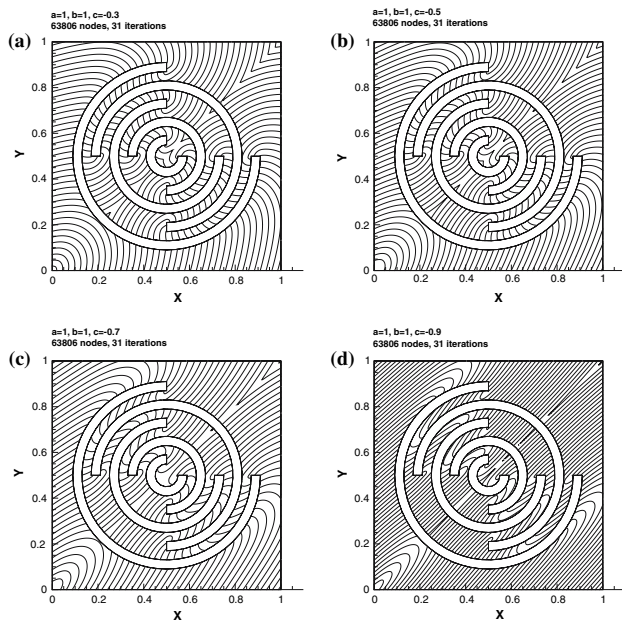 a=1, b=1, c=-0.3
63806 nodes, 31 iterations
(a)
1
0.8
0.6
Y
0.4
0.2
0
0
0.2
0.4
0.6
0.8
1
X
a=1, b=1, c=-0.5
63806 nodes, 31 iterations
(b)
1
0.8
0.6
Y
0.4
0.2
0
0
0.2
0.4
0.6
0.8
1
X
a=1, b=1, c=-0.7
63806 nodes, 31 iterations
(c)
1
0.8
0.6
Y
0.4
0.2
0
0
0.2
0.4
0.6
0.8
1
X
a=1, b=1, c=-0.9
63806 nodes, 31 iterations
(d)
1
0.8
0.6
Y
0.4
0.2
0
0
0.2
0.4
0.6
0.8
1
X